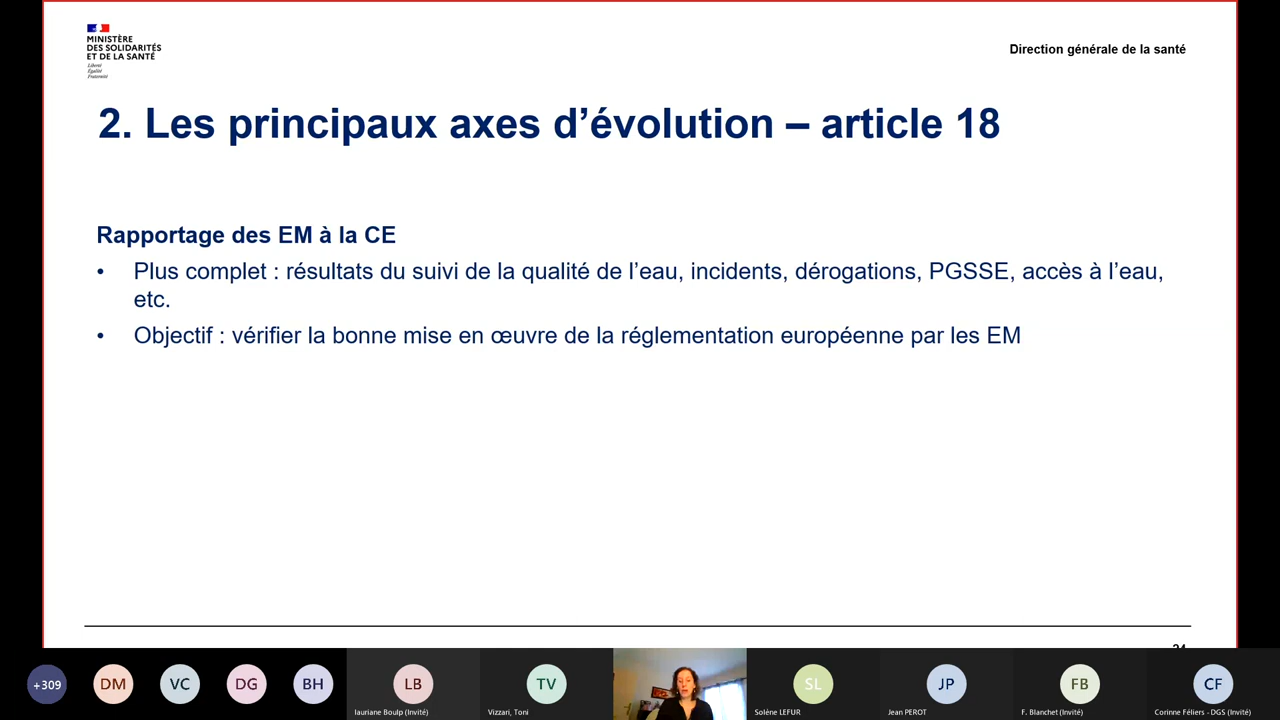 MINISTÈRE
DES SOLIDARITÉS
ET DE LA SANTÉ
Liberté
Égalité
Fraternité
Direction générale de la santé
2. Les principaux axes d’évolution – article 18
Rapportage des EM à la CE
• Plus complet : résultats du suivi de la qualité de l’eau, incidents, dérogations, PGSSE, accès à l’eau,
etc.
• Objectif : vérifier la bonne mise en œuvre de la réglementation européenne par les EM
+309
DM
VC
DG
BH
LB
TV
SL
JP
FB
CF
lauriane Boulp (Invité)
Vizzari, Toni
Solène LEFUR
Jean PEROT
F. Blanchet (Invité)
Corinne Féliers - DGS (Invité)